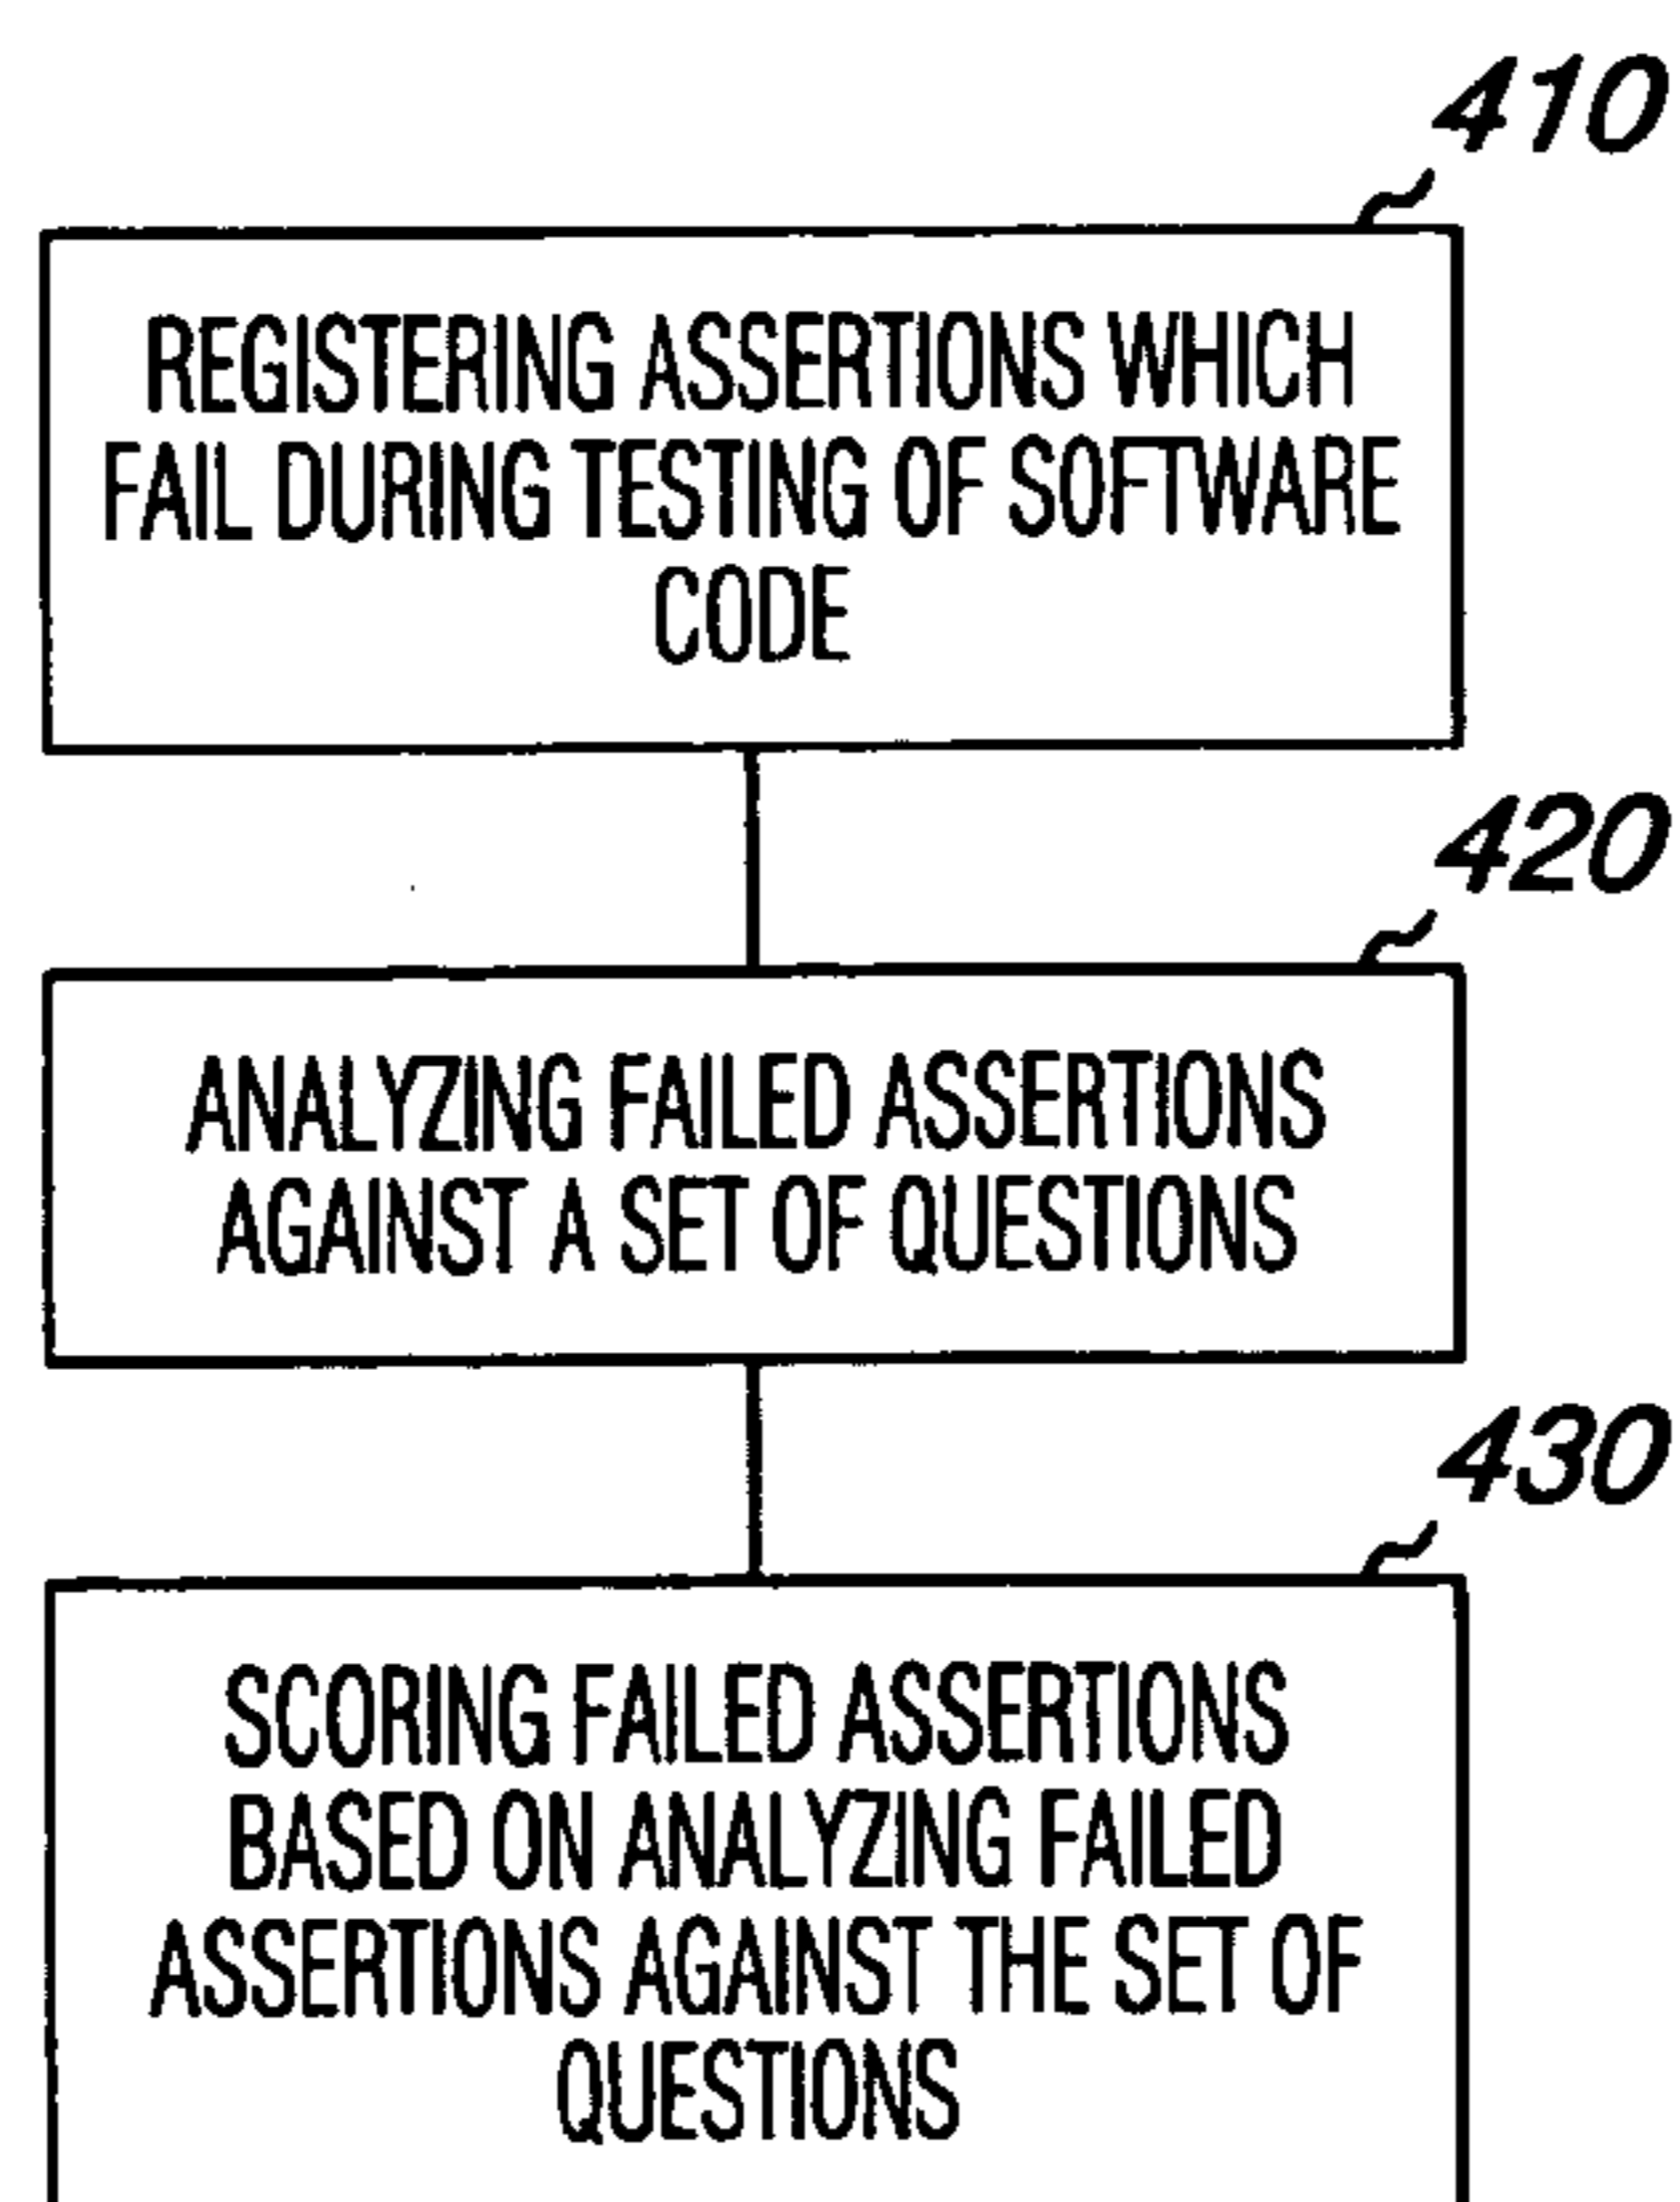 410
REGISTERING ASSERTIONS WHICH
FAIL DURING TESTING OF SOFTWARE
CODE
420
ANALYZING FAILED ASSERTIONS
AGAINST A SET OF QUESTIONS
430
SCORING FAILED ASSERTIONS
BASED ON ANALYZING FAILED
ASSERTIONS AGAINST THE SET OF
QUESTIONS